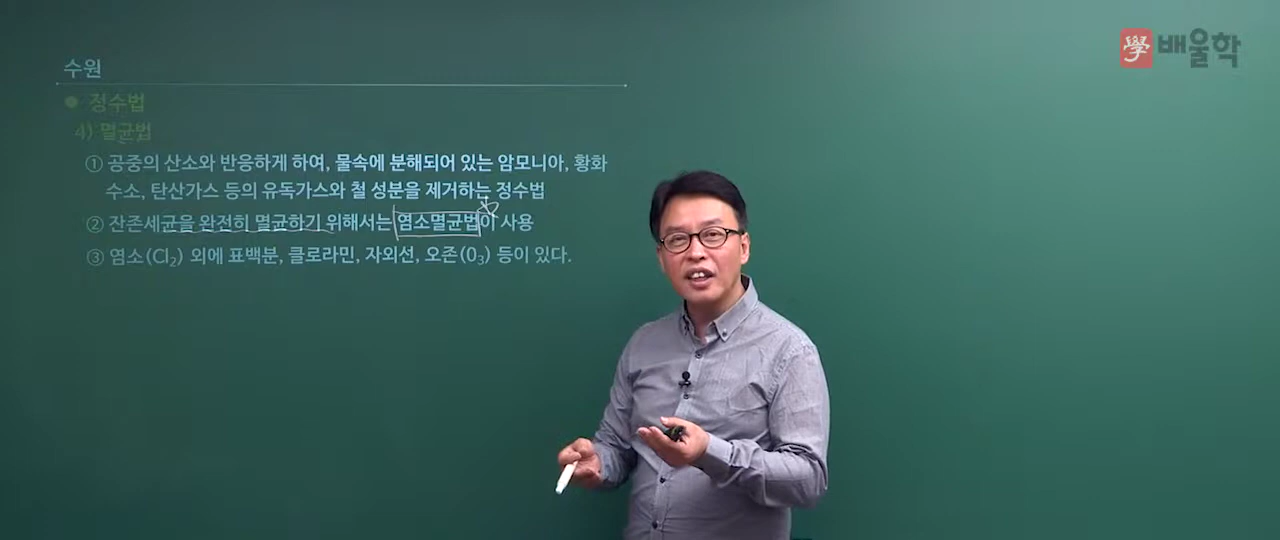 수원
學 배울학
● 정수법
4) 멸균법
① 공중의 산소와 반응하게 하여, 물속에 분해되어 있는 암모니아, 황화
수소, 탄산가스 등의 유독가스와 철 성분을 제거하는 정수법
② 잔존세균을 완전히 멸균하기 위해서는 염소멸균법이 사용
③ 염소(Cl₂) 외에 표백분, 클로라민, 자외선, 오존(0₃) 등이 있다.